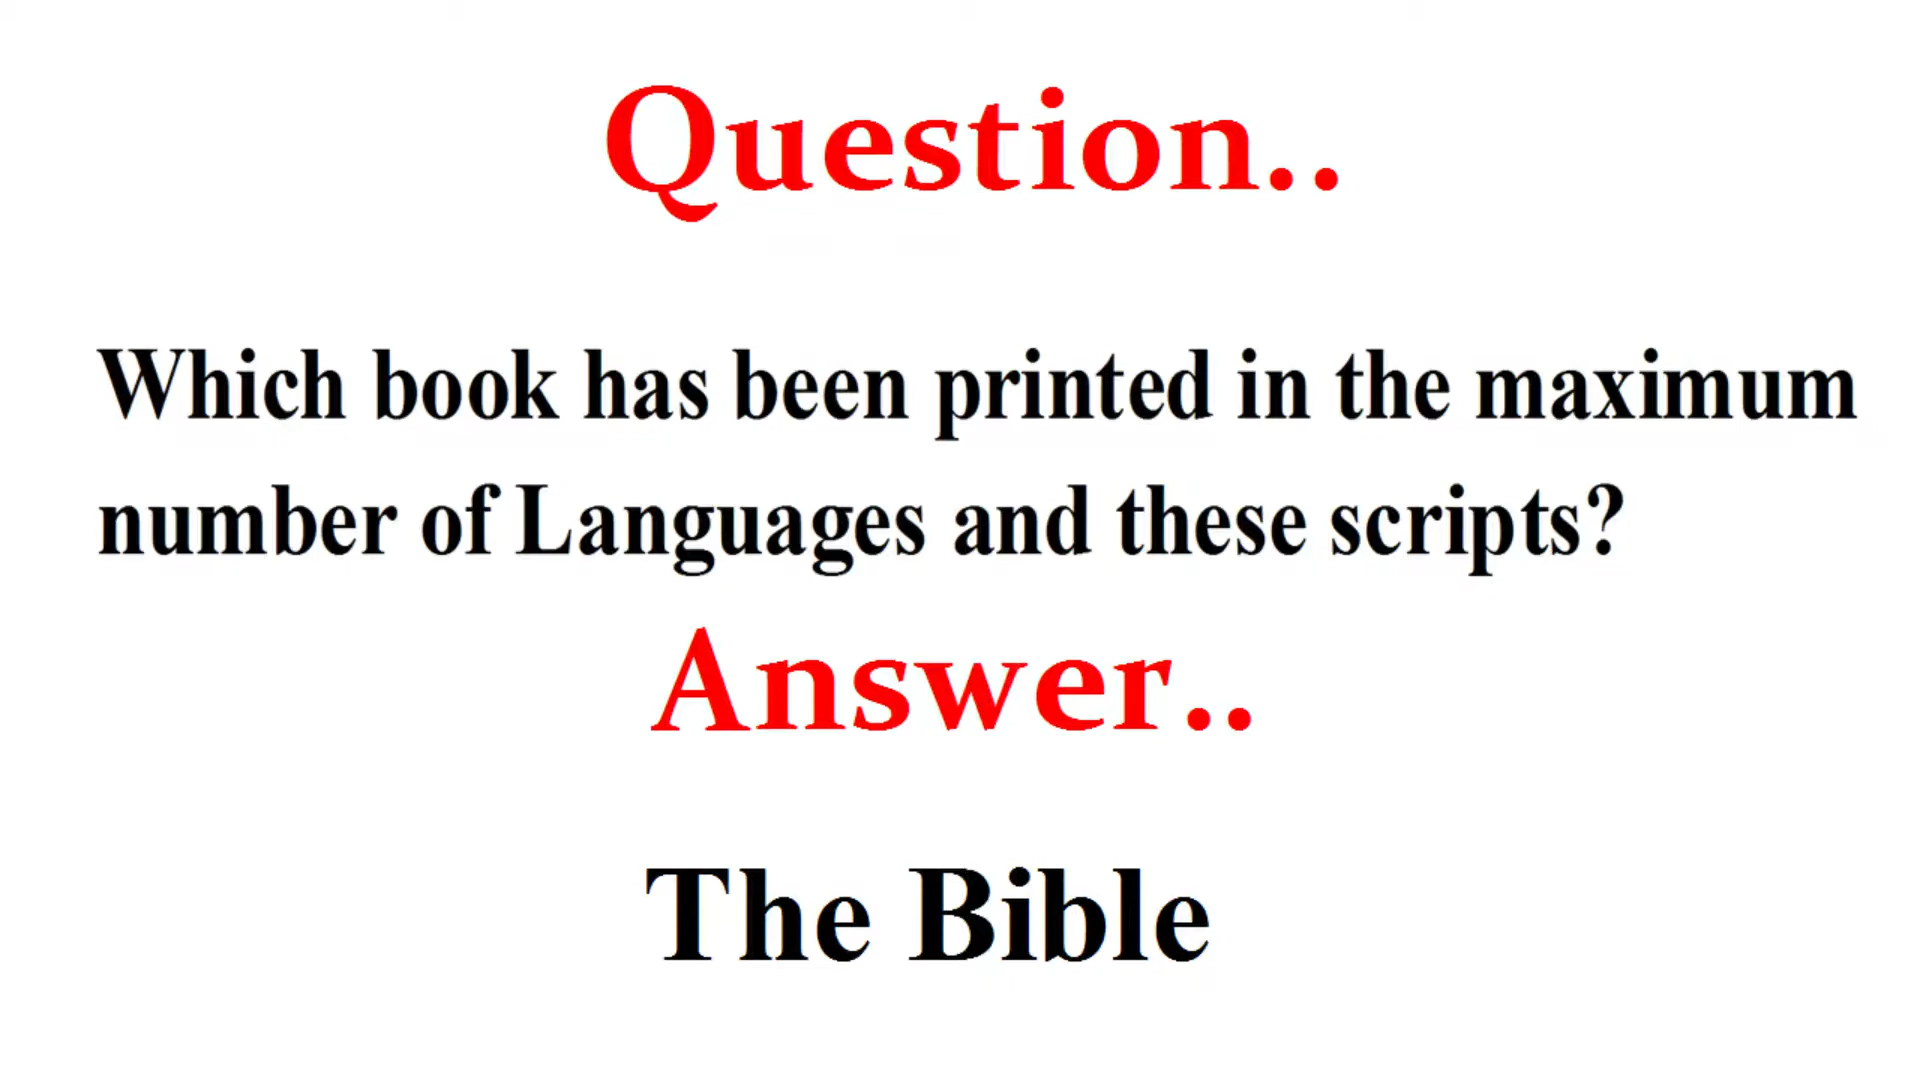 Question..
Which book has been printed in the maximum
number of Languages and these scripts?
Answer..
The Bible